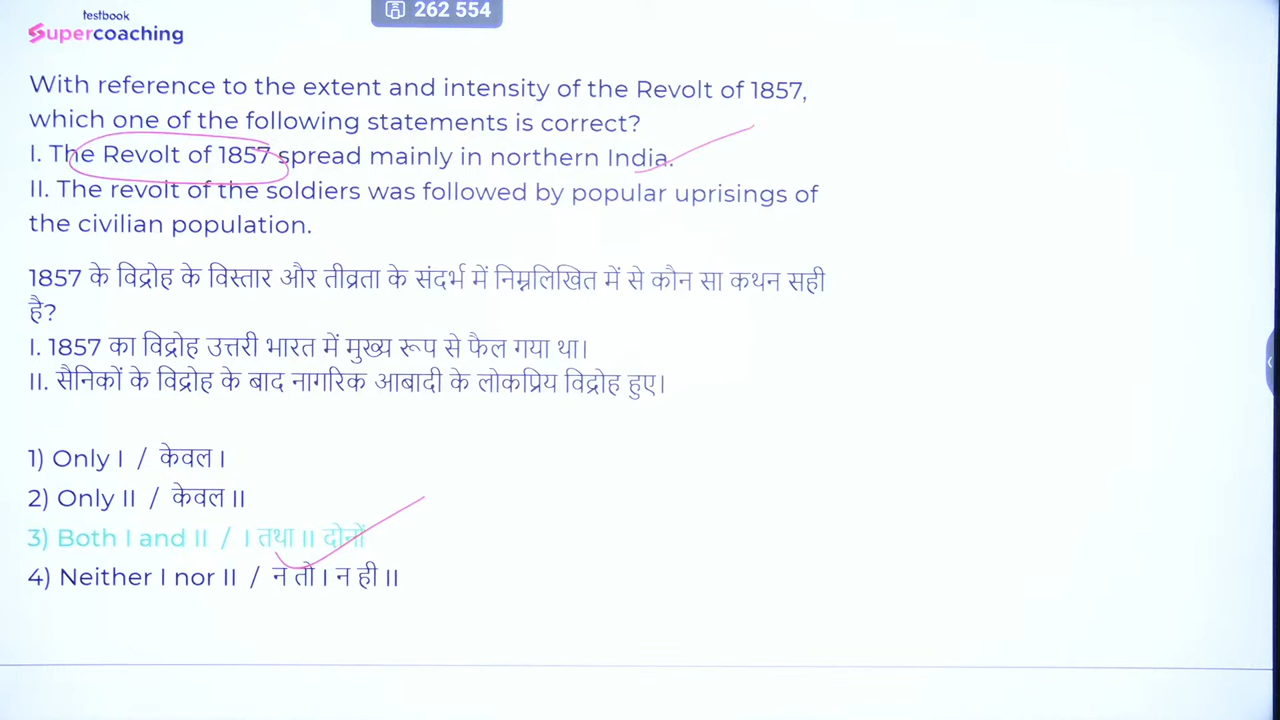 testbook
Supercoaching
262 554
With reference to the extent and intensity of the Revolt of 1857,
which one of the following statements is correct?
I. The Revolt of 1857 spread mainly in northern India.
II. The revolt of the soldiers was followed by popular uprisings of
the civilian population.
1857 के विद्रोह के विस्तार और तीव्रता के संदर्भ में निम्नलिखित में से कौन सा कथन सही
है?
I. 1857 का विद्रोह उत्तरी भारत में मुख्य रूप से फैल गया था।
II. सैनिकों के विद्रोह के बाद नागरिक आबादी के लोकप्रिय विद्रोह हुए।
1) Only I / केवल I
2) Only II / केवल II
3) Both I and II / I तथा II दोनों
4) Neither I nor II / न तो I न ही II